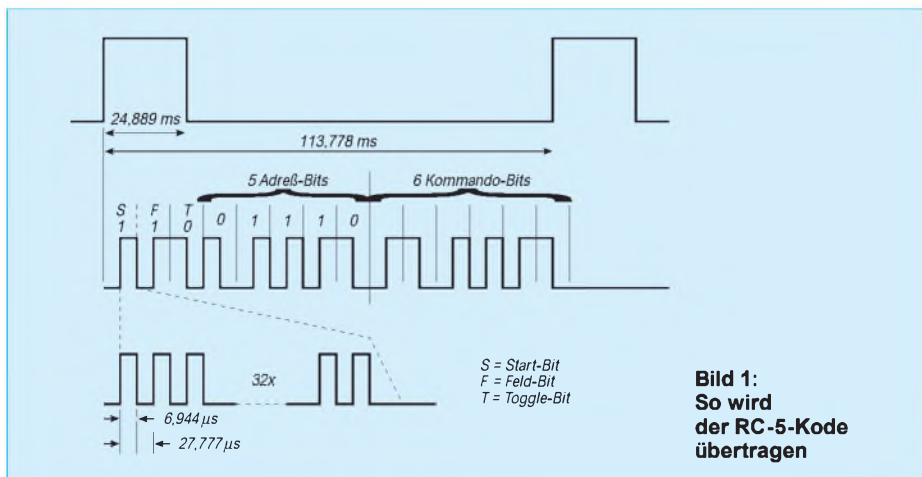 24,889 ms
113,778 ms
5 Adreß-Bits 6 Kommando-Bits
S F T
1 1 0 0 1 1 1 0
32x
6,944 µs
27,777 µs
S = Start-Bit
F = Feld-Bit
T = Toggle-Bit
Bild 1:
So wird
der RC-5-Kode
übertragen